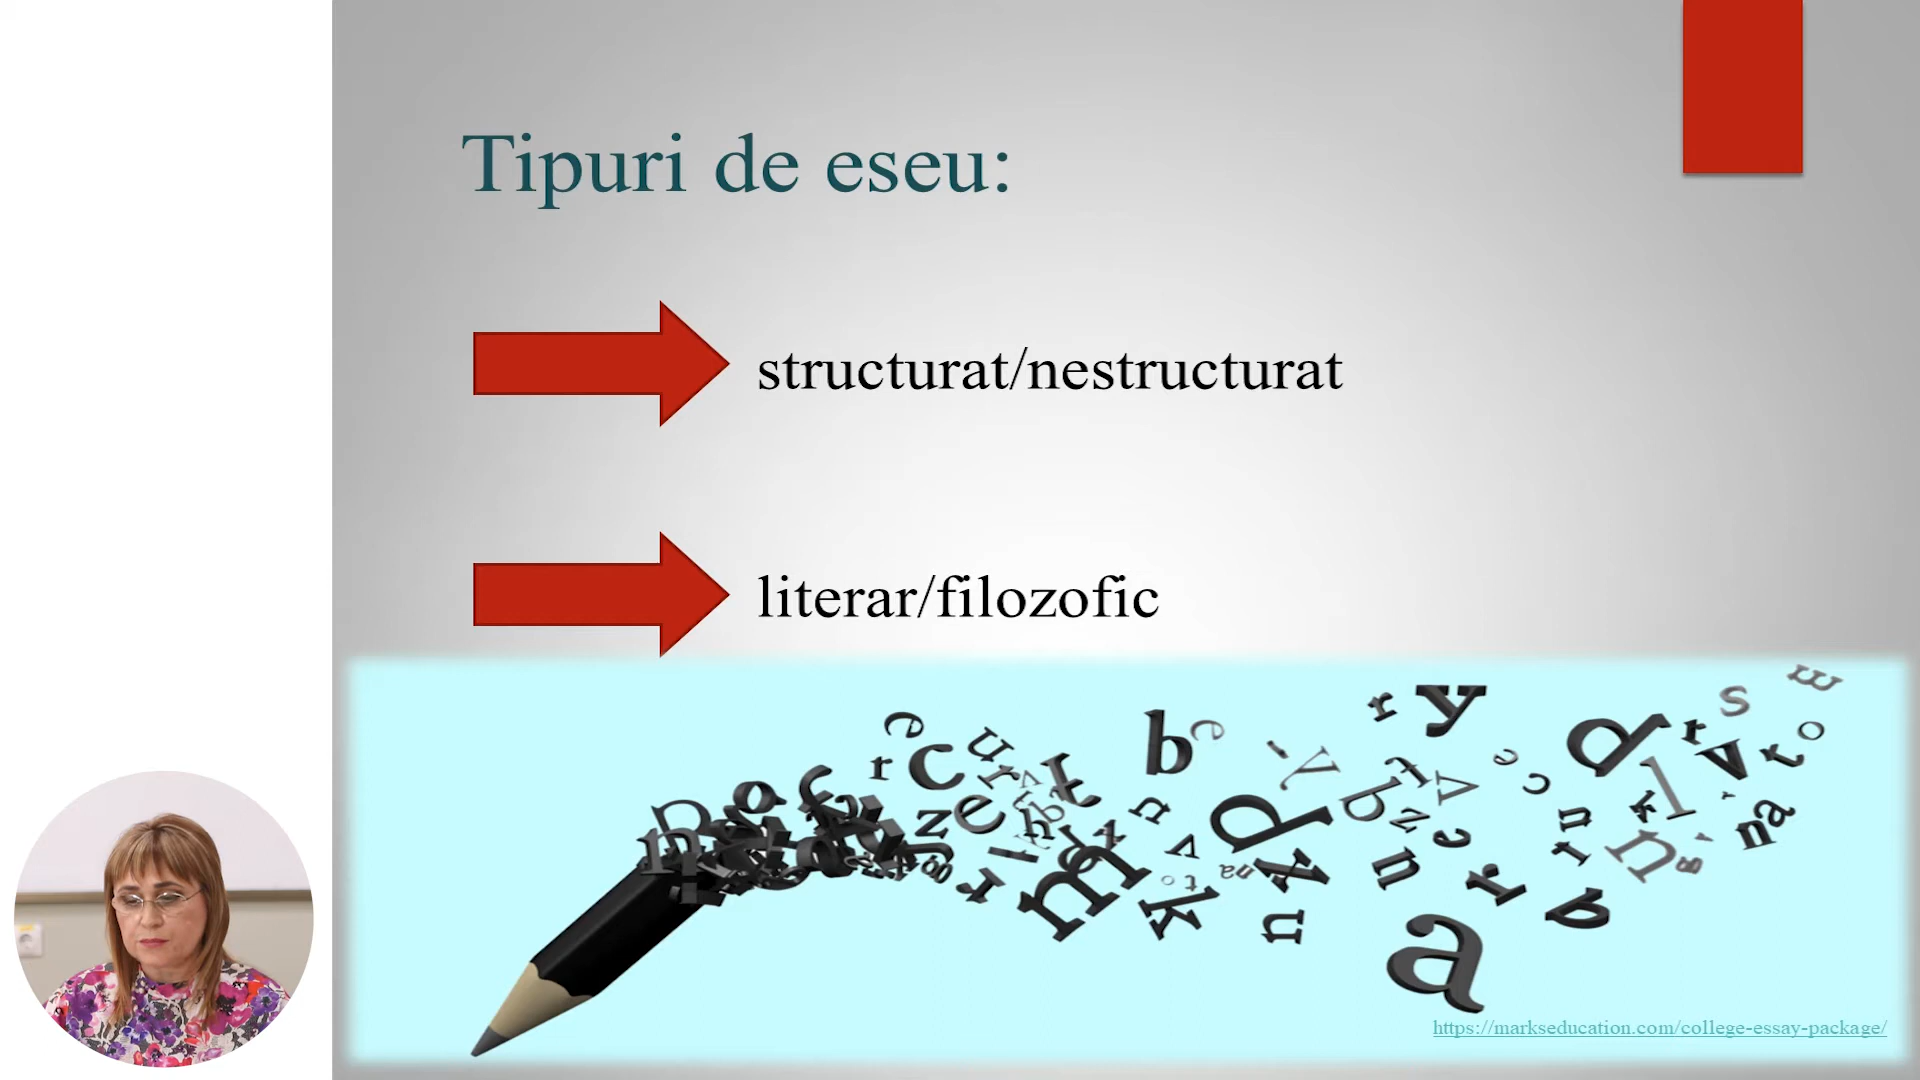 Tipuri de eseu:
structurat/nestructurat
literar/filozofic
https://markseducation.com/college-essay-package/